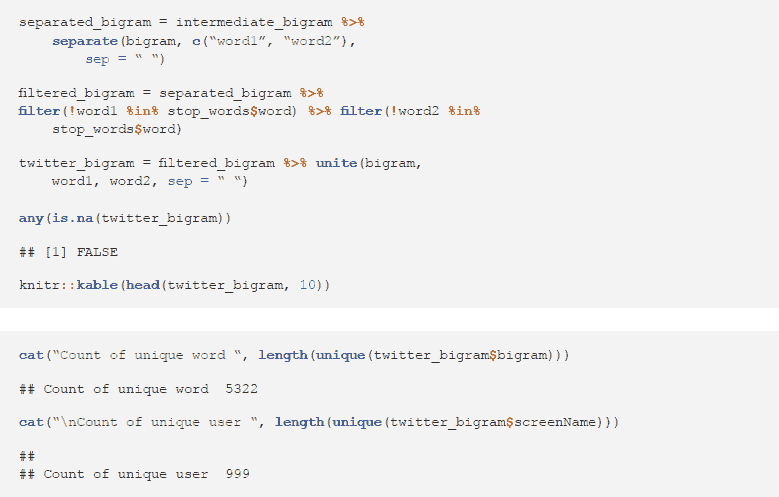 separated_bigram = intermediate_bigram %>%
    separate(bigram, c("word1", "word2"),
        sep = " ")
filtered_bigram = separated_bigram %>%
filter(!word1 %in% stop_words$word) %>% filter(!word2 %in%
    stop_words$word)
twitter_bigram = filtered_bigram %>% unite(bigram,
    word1, word2, sep = " ")
any(is.na(twitter_bigram))
## [1] FALSE
knitr::kable(head(twitter_bigram, 10))
cat("Count of unique word ", length(unique(twitter_bigram$bigram)))
## Count of unique word  5322
cat("\nCount of unique user ", length(unique(twitter_bigram$screenName)))
##
## Count of unique user  999